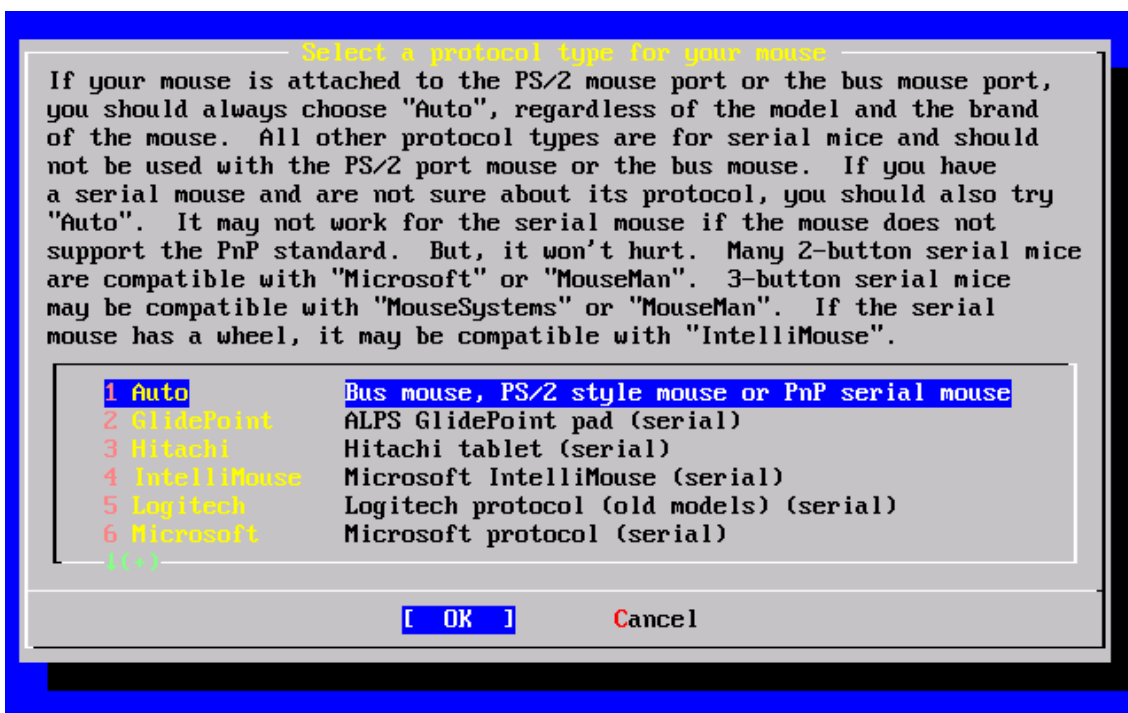 Select a protocol type for your mouse
If your mouse is attached to the PS/2 mouse port or the bus mouse port,
you should always choose "Auto", regardless of the model and the brand
of the mouse.  All other protocol types are for serial mice and should
not be used with the PS/2 port mouse or the bus mouse.  If you have
a serial mouse and are not sure about its protocol, you should also try
"Auto".  It may not work for the serial mouse if the mouse does not
support the PnP standard.  But, it won't hurt.  Many 2-button serial mice
are compatible with "Microsoft" or "MouseMan".  3-button serial mice
may be compatible with "MouseSystems" or "MouseMan".  If the serial
mouse has a wheel, it may be compatible with "IntelliMouse".
1 Auto Bus mouse, PS/2 style mouse or PnP serial mouse
2 GlidePoint ALPS GlidePoint pad (serial)
3 Hitachi Hitachi tablet (serial)
4 IntelliMouse Microsoft IntelliMouse (serial)
5 Logitech Logitech protocol (old models) (serial)
6 Microsoft Microsoft protocol (serial)
↓(+)
[ OK ] Cancel